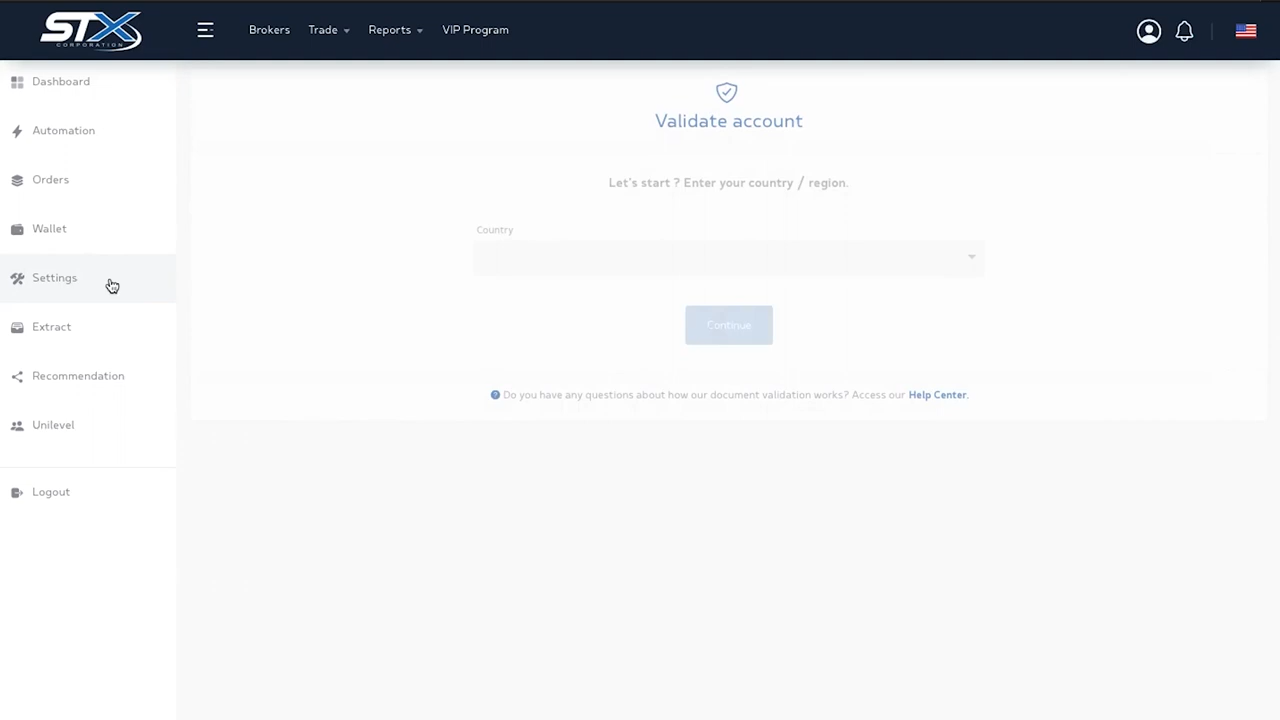 STX
CORPORATION
Brokers
Trade
Reports
VIP Program
Dashboard
Automation
Orders
Wallet
Settings
Extract
Recommendation
Unilevel
Logout
Validate account
Let's start ? Enter your country / region.
Country
Continue
Do you have any questions about how our document validation works? Access our Help Center.